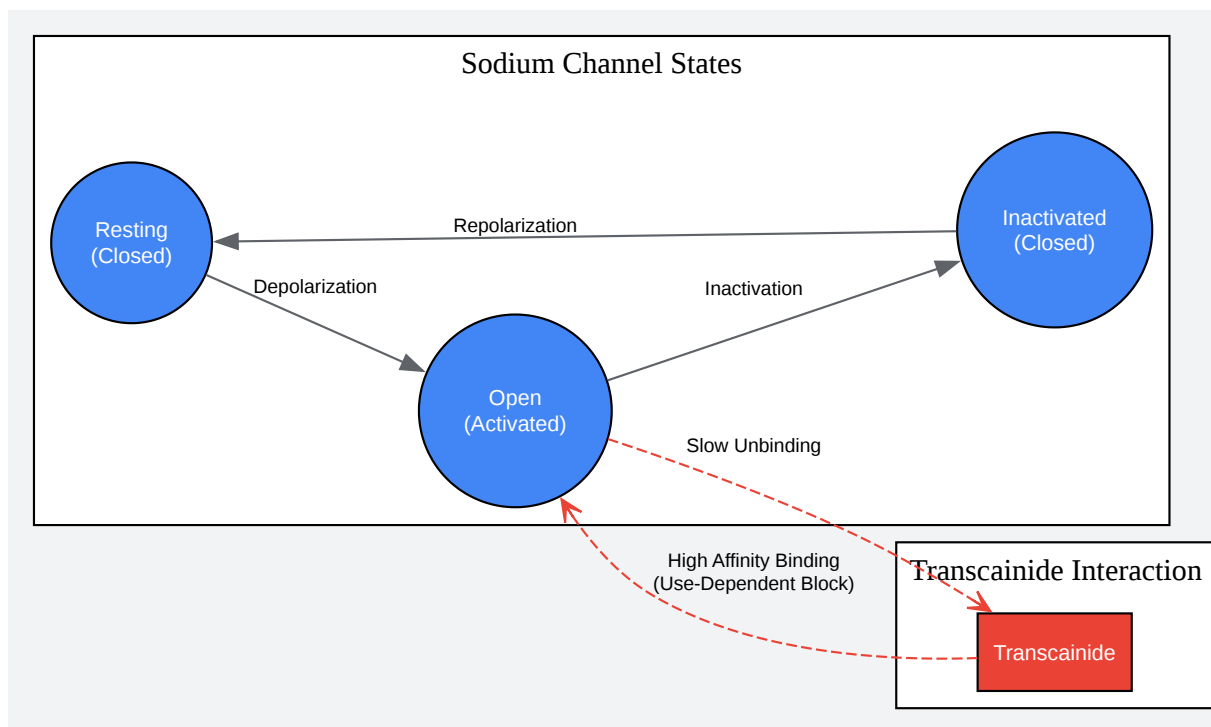 Sodium Channel States
Resting
(Closed)
Repolarization
Inactivated
(Closed)
Depolarization
Inactivation
Open
(Activated)
Slow Unbinding
High Affinity Binding
(Use-Dependent Block)
Transcainide Interaction
Transcainide